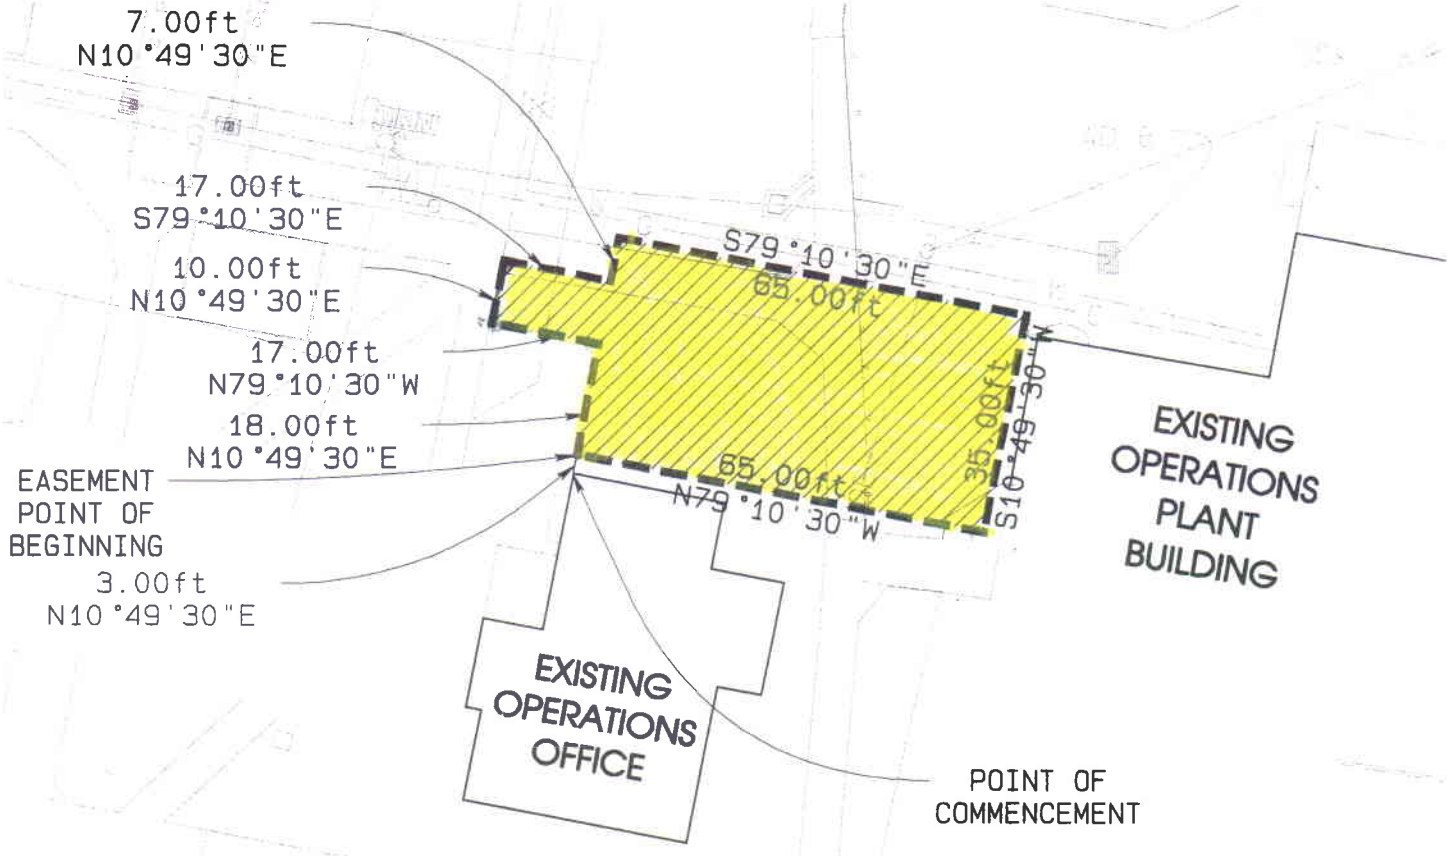 7.00ft
N10°49'30"E
17.00ft
S79°10'30"E
10.00ft
N10°49'30"E
17.00ft
N79°10'30"W
18.00ft
N10°49'30"E
EASEMENT
POINT OF
BEGINNING
3.00ft
N10°49'30"E
S79°10'30"E
65.00ft
35.00ft
S10°49'30"W
65.00ft
N79°10'30"W
EXISTING
OPERATIONS
PLANT
BUILDING
EXISTING
OPERATIONS
OFFICE
POINT OF
COMMENCEMENT